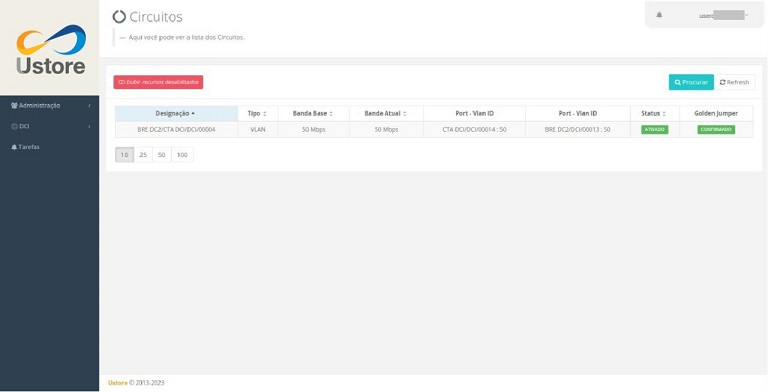 Ustore
Circuitos
Aqui você pode ver a lista dos Circuitos.
Administração
DCI
Tarefas
Exibir recursos desabilitados
Procurar
Refresh
Designação Tipo Banda Base Banda Atual Port - Vlan ID Port - Vlan ID Status Golden Jumper
BRE DC2/CTA DCI/DCI/00004 VLAN 50 Mbps 50 Mbps CTA DCI/DCI/00014 : 50 BRE DC2/DCI/00013 : 50 ATIVADO CONFIRMADO
10 25 50 100
Ustore © 2013-2023